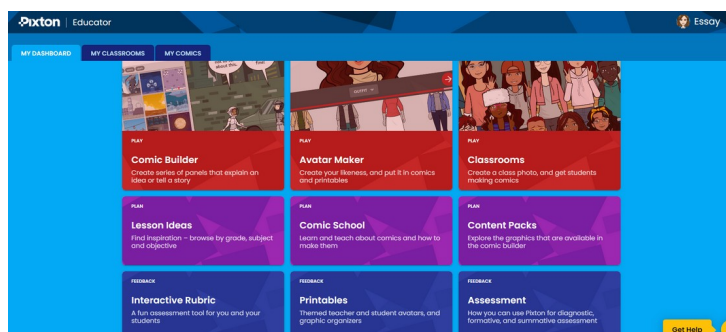 Pixton | Educator
Essay
MY DASHBOARD
MY CLASSROOMS
MY COMICS
about this.
OUTFIT
PLAY
Comic Builder
Create series of panels that explain an
idea or tell a story
PLAY
Avatar Maker
Create your likeness, and put it in comics
and printables
PLAY
Classrooms
Create a class photo, and get students
making comics
PLAN
Lesson Ideas
Find inspiration – browse by grade, subject
and objective
PLAN
Comic School
Learn and teach about comics and how to
make them
PLAN
Content Packs
Explore the graphics that are available in
the comic builder
FEEDBACK
Interactive Rubric
A fun assessment tool for you and your
students
FEEDBACK
Printables
Themed teacher and student avatars, and
graphic organizers
FEEDBACK
Assessment
How you can use Pixton for diagnostic,
formative, and summative assessment
Get Help